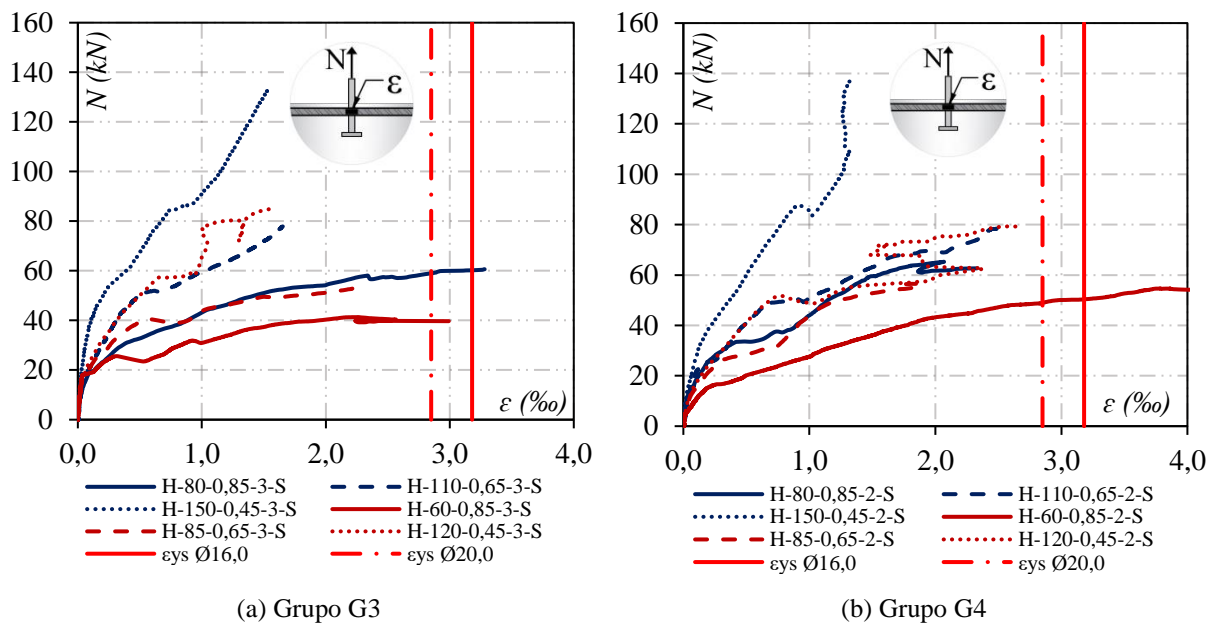 160
140
120
100
80
60
40
20
0
N (kN)
N
ε
ε (‰)
0,0 1,0 2,0 3,0 4,0
H-80-0,85-3-S H-110-0,65-3-S
H-150-0,45-3-S H-60-0,85-3-S
H-85-0,65-3-S H-120-0,45-3-S
εys Ø16,0 εys Ø20,0
(a) Grupo G3
160
140
120
100
80
60
40
20
0
N (kN)
N
ε
ε (‰)
0,0 1,0 2,0 3,0 4,0
H-80-0,85-2-S H-110-0,65-2-S
H-150-0,45-2-S H-60-0,85-2-S
H-85-0,65-2-S H-120-0,45-2-S
εys Ø16,0 εys Ø20,0
(b) Grupo G4